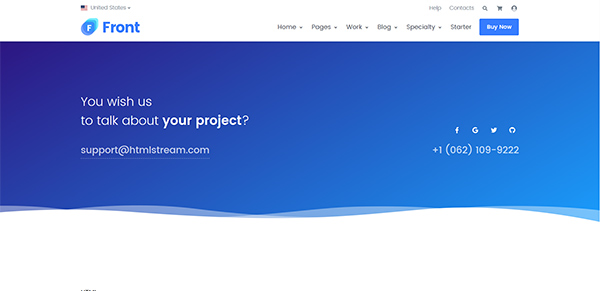 United States
Help Contacts
F Front
Home Pages Work Blog Specialty Starter Buy Now
You wish us
to talk about your project?
support@htmlstream.com
+1 (062) 109-9222